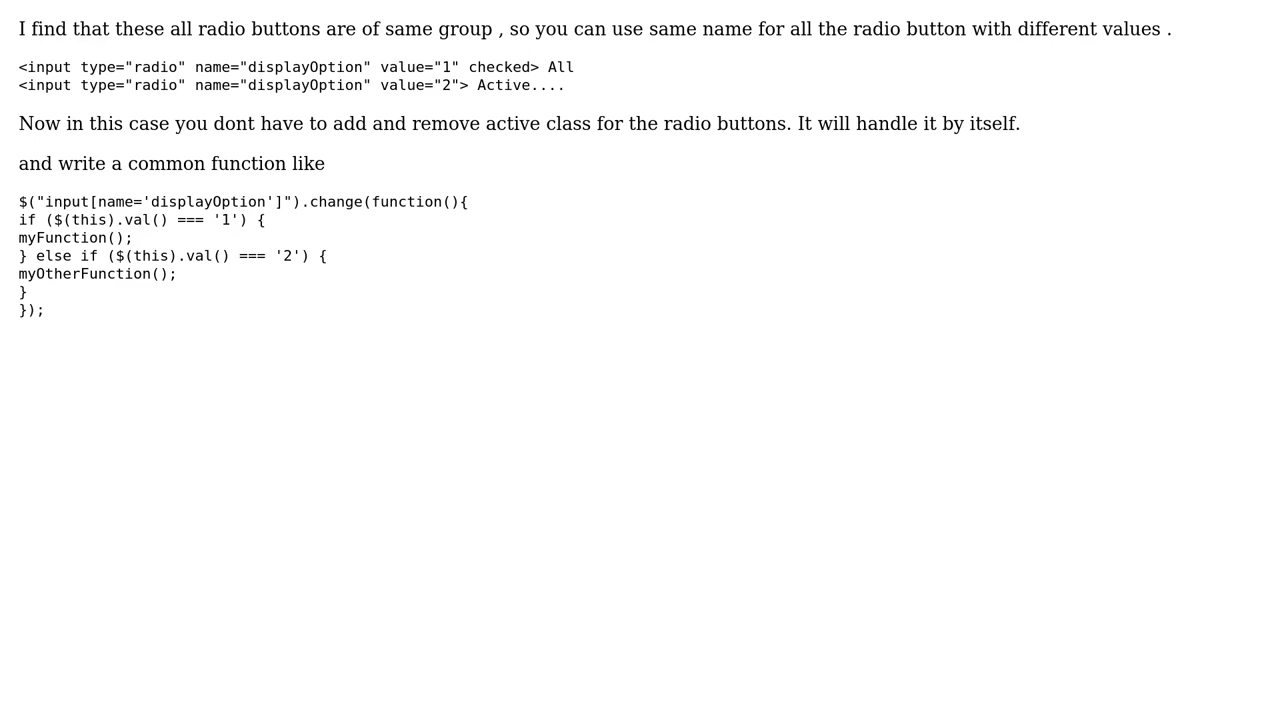 I find that these all radio buttons are of same group , so you can use same name for all the radio button with different values .
<input type="radio" name="displayOption" value="1" checked> All
<input type="radio" name="displayOption" value="2"> Active....
Now in this case you dont have to add and remove active class for the radio buttons. It will handle it by itself.
and write a common function like
$("input[name='displayOption']").change(function(){
if ($(this).val() === '1') {
myFunction();
} else if ($(this).val() === '2') {
myOtherFunction();
}
});